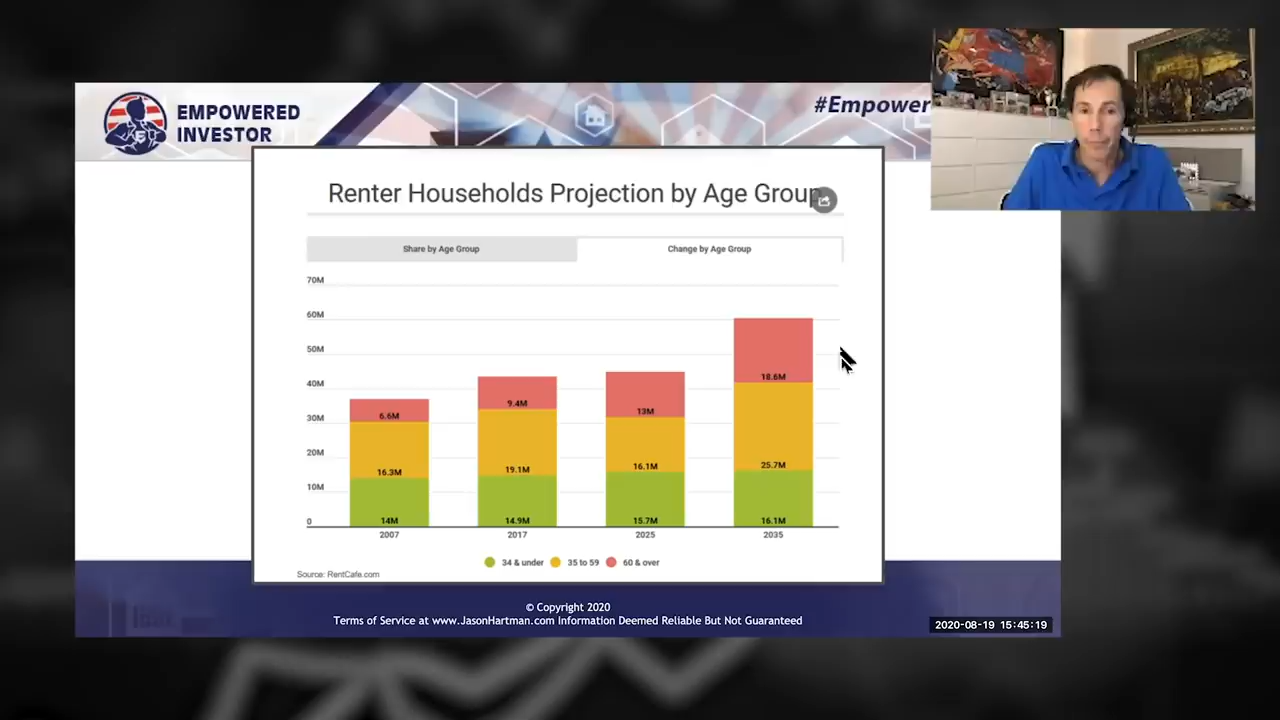 EMPOWERED
INVESTOR
#Empower
Renter Households Projection by Age Group
Share by Age Group
Change by Age Group
70M
60M
50M
40M
30M
20M
10M
0
6.6M
16.3M
14M
9.4M
19.1M
14.9M
13M
16.1M
15.7M
18.6M
25.7M
16.1M
2007
2017
2025
2035
34 & under
35 to 59
60 & over
Source: RentCafe.com
© Copyright 2020
Terms of Service at www.JasonHartman.com Information Deemed Reliable But Not Guaranteed
2020-08-19 15:45:19